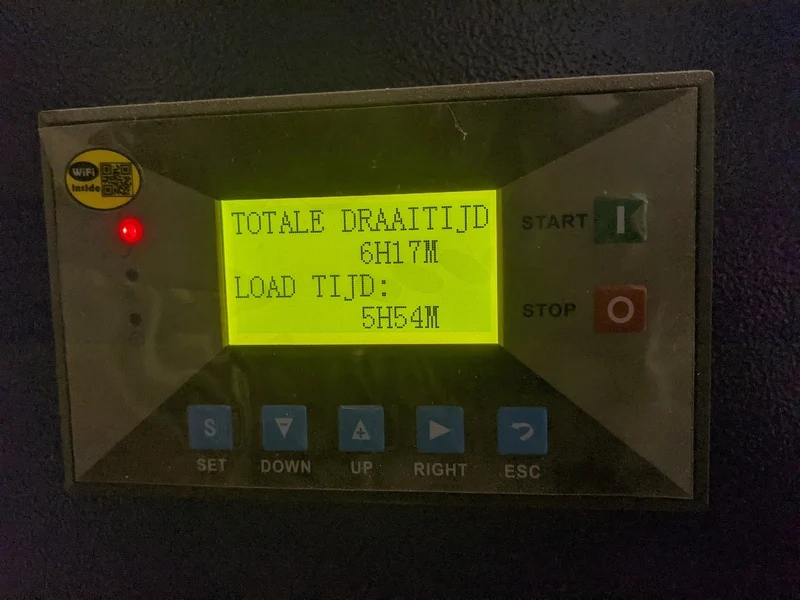 WiFi
Inside
TOTALE DRAAITIJD
6H17M
LOAD TIJD:
5H54M
START I
STOP O
S
SET
DOWN
UP
RIGHT
ESC